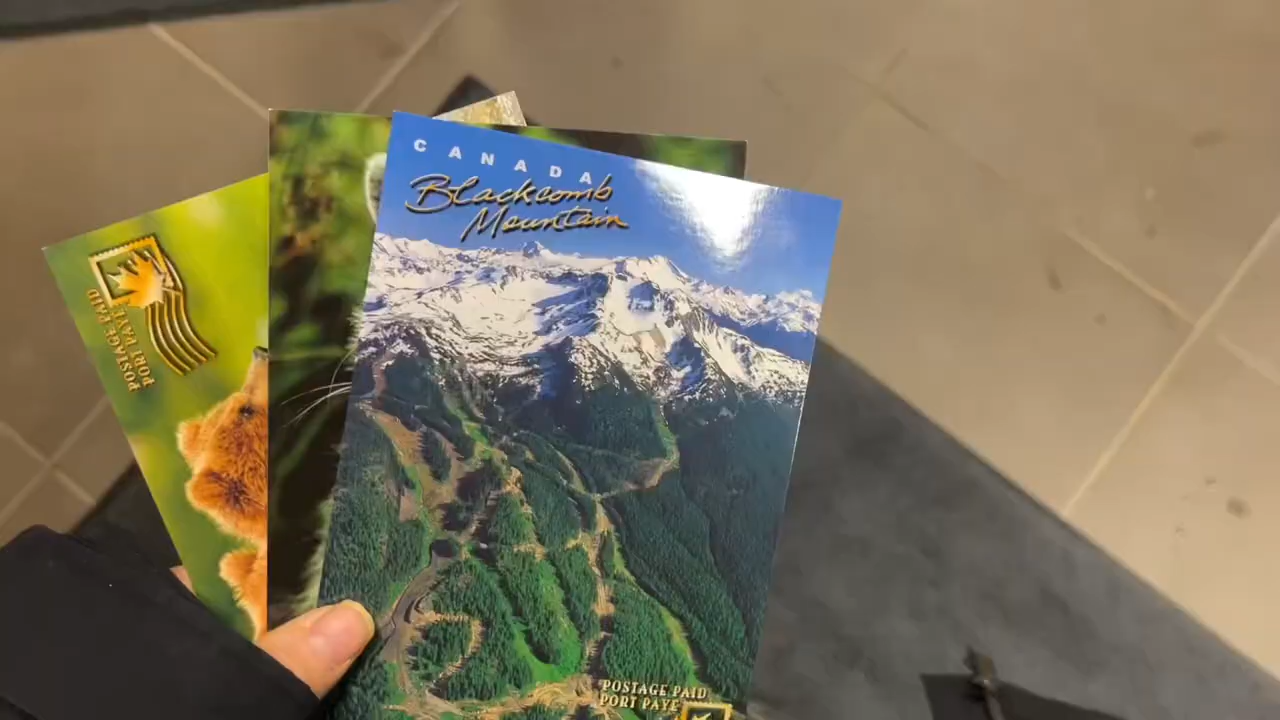 CANADA
Blackcomb
Mountain
POSTAGE PAID
PORT PAYÉ
POSTAGE PAID
PORT PAYÉ